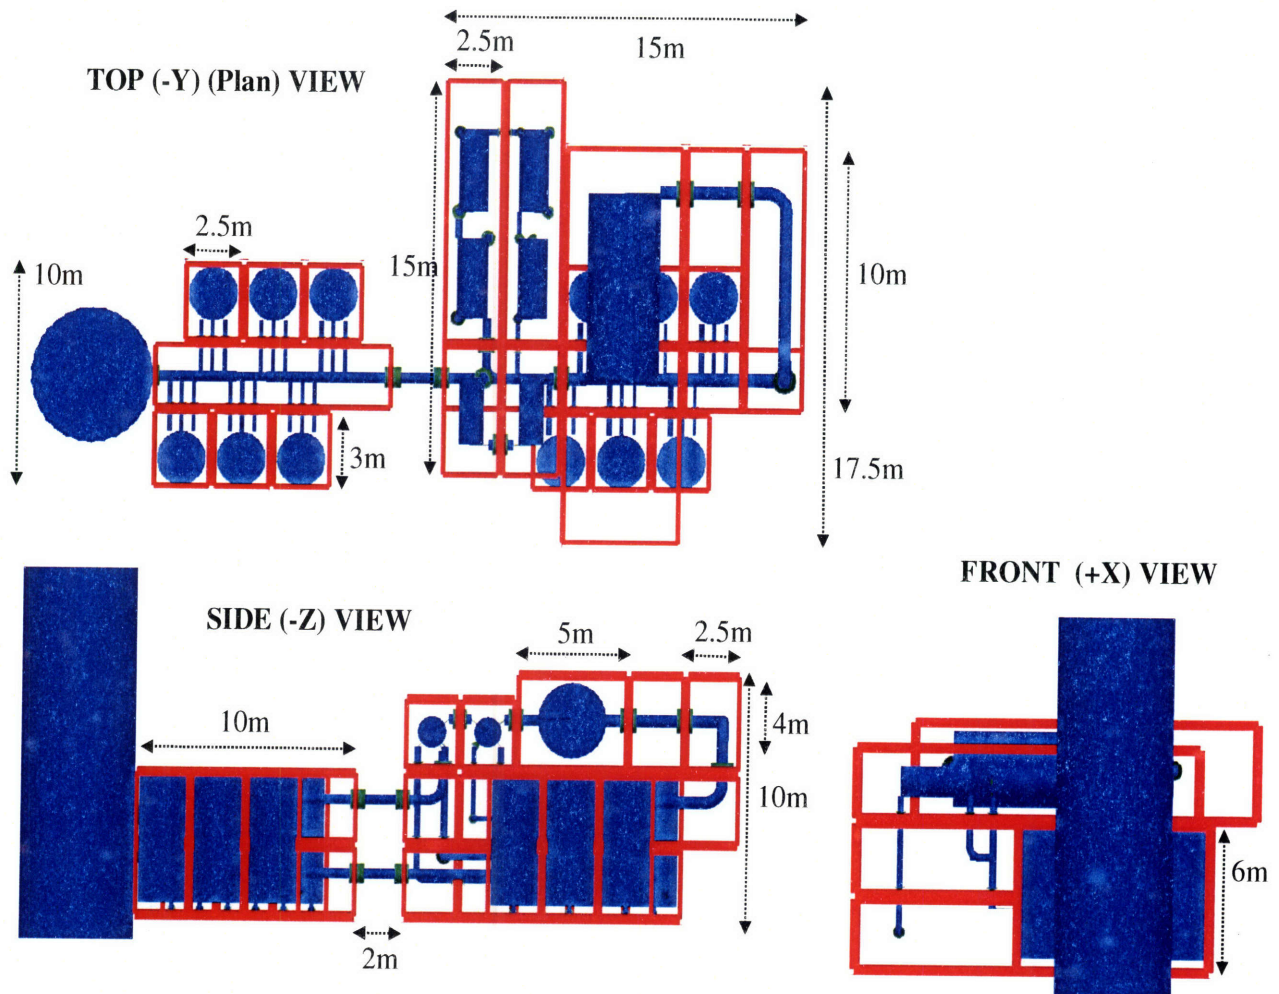 2.5m
15m
TOP (-Y) (Plan) VIEW
2.5m
10m
15m
10m
3m
17.5m
FRONT (+X) VIEW
SIDE (-Z) VIEW
5m
2.5m
10m
4m
10m
6m
2m